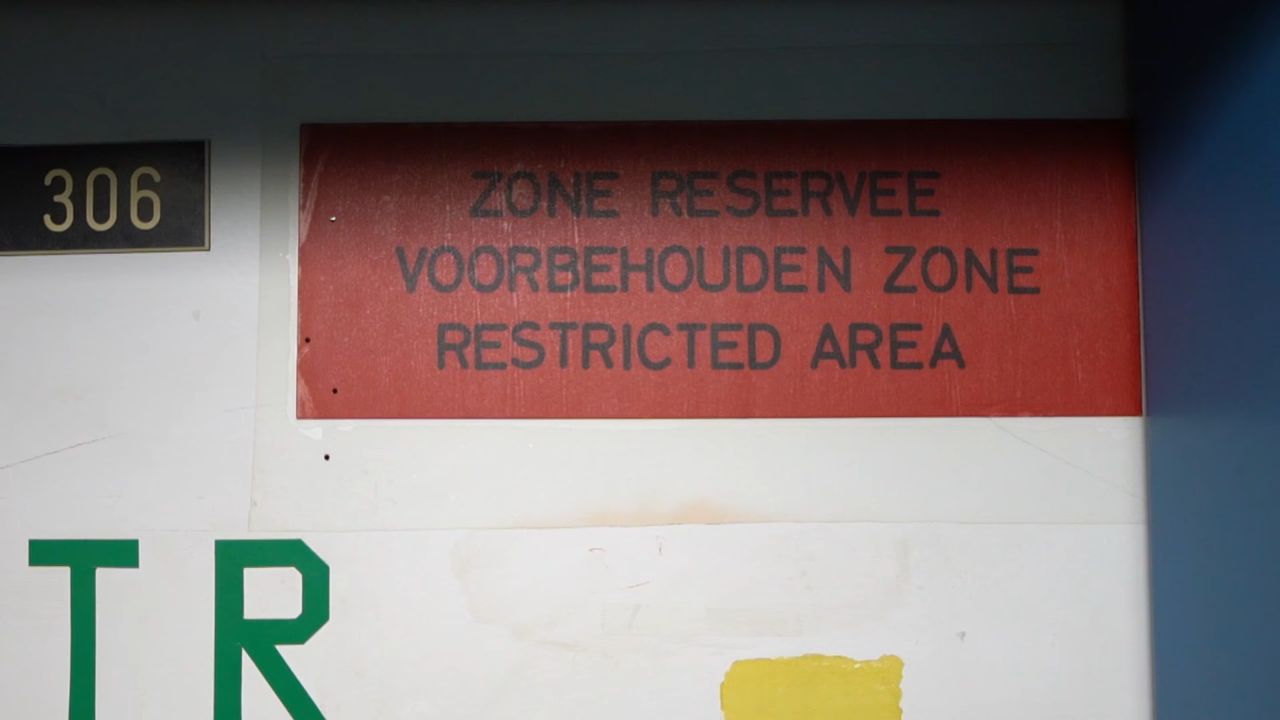 306
ZONE RESERVEE
VOORBEHOUDEN ZONE
RESTRICTED AREA
TR